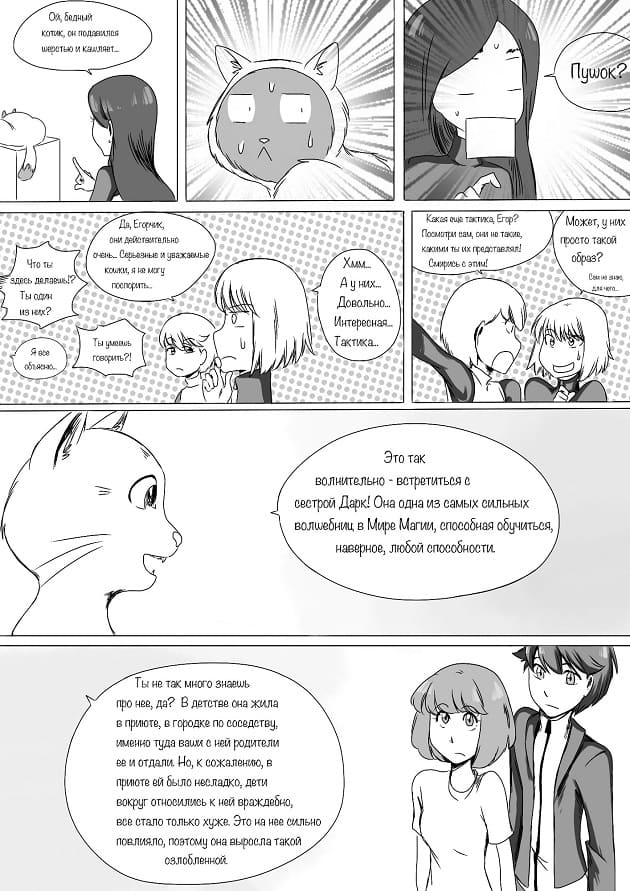 Ой, бедный
котик, он подавился
шерстью и кашляет...
Пушок?
Что ты
здесь делаешь!?
Ты один
из них?
Я все
объясню...
Ты умеешь
говорить?!
Да, Егорчик,
они действительно
очень... Серьезные и уважаемые
кошки, я не могу
поспорить...
Хмм...
А у них...
Довольно...
Интересная...
Тактика...
Какая еще тактика, Егор?
Посмотри сам, они не такие,
какими ты их представлял!
Смирись с этим!
Может, у них
просто такой
образ?
Сам не знаю,
для чего...
Это так
волнительно - встретиться с
сестрой Дарк! Она одна из самых сильных
волшебниц в Мире Магии, способная обучиться,
наверное, любой способности.
Ты не так много знаешь
про нее, да? В детстве она жила
в приюте, в городке по соседству,
именно туда ваши с ней родители
ее и отдали. Но, к сожалению, в
приюте ей было несладко, дети
вокруг относились к ней враждебно,
все стало только хуже. Это на нее сильно
повлияло, поэтому она выросла такой
озлобленной.